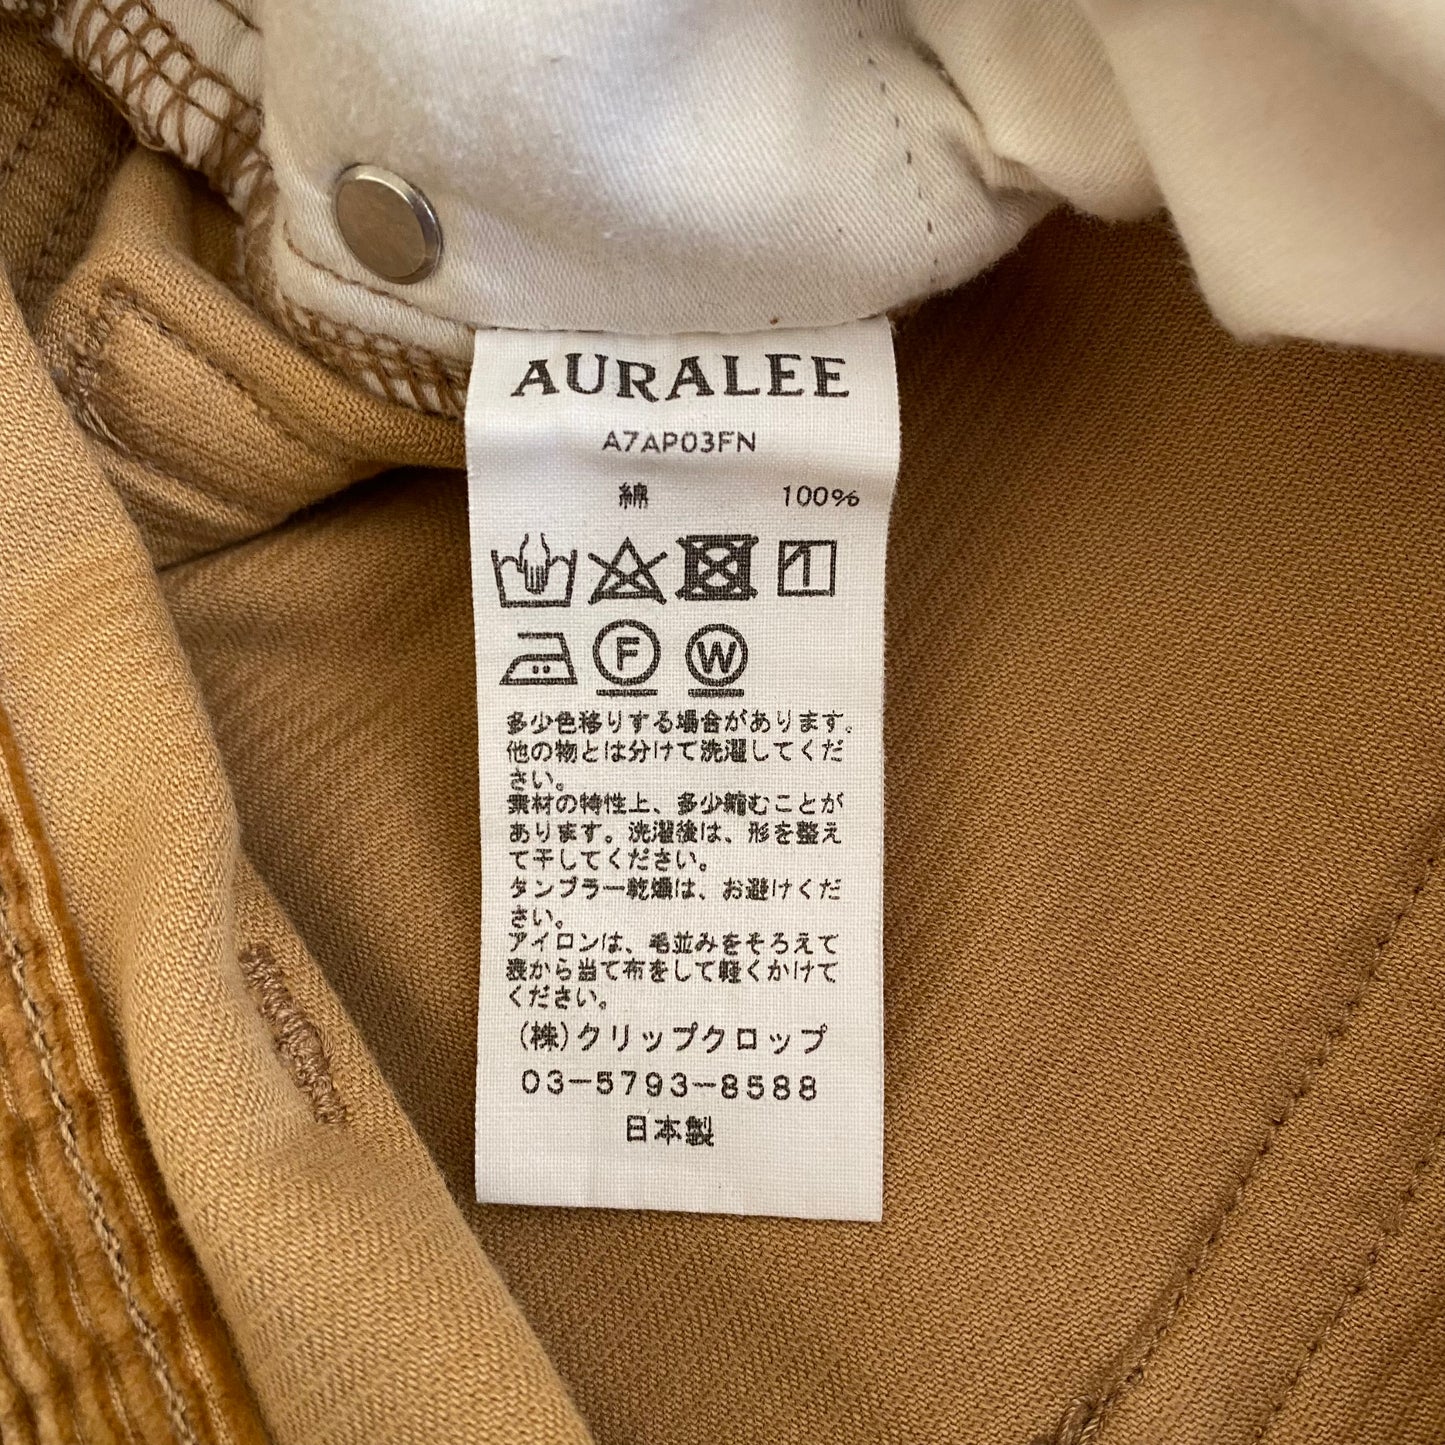 AURALEE
A7AP03FN
綿 100%
F W
多少色移りする場合があります。
他の物とは分けて洗濯してくだ
さい。
素材の特性上、多少縮むことが
あります。洗濯後は、形を整え
て干してください。
タンブラー乾燥は、お避けくだ
さい。
アイロンは、毛並みをそろえて
裏から当て布をして軽くかけて
ください。
(株)クリップクロップ
03-5793-8588
日本製